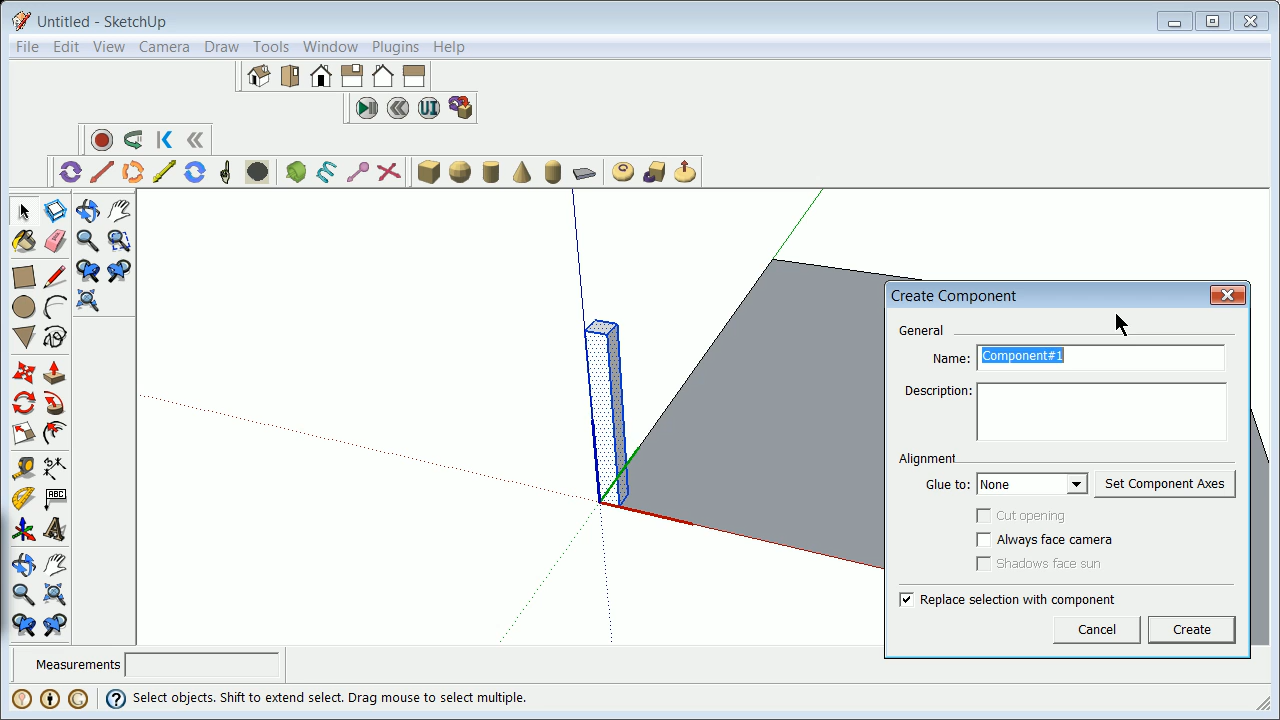 Untitled - SketchUp
File Edit View Camera Draw Tools Window Plugins Help
UI
ABC
Create Component
General
Name: Component#1
Description:
Alignment
Glue to: None Set Component Axes
Cut opening
Always face camera
Shadows face sun
Replace selection with component
Cancel Create
Measurements
Select objects. Shift to extend select. Drag mouse to select multiple.